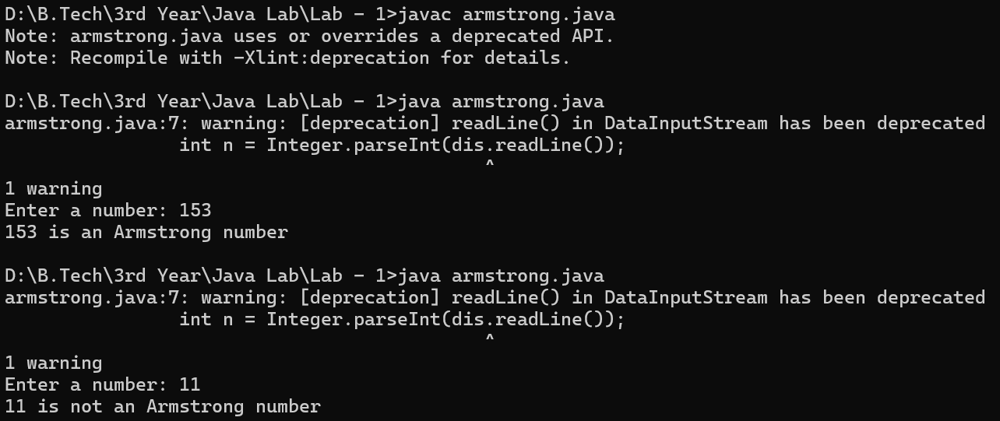 D:\B.Tech\3rd Year\Java Lab\Lab - 1>javac armstrong.java
Note: armstrong.java uses or overrides a deprecated API.
Note: Recompile with -Xlint:deprecation for details.
D:\B.Tech\3rd Year\Java Lab\Lab - 1>java armstrong.java
armstrong.java:7: warning: [deprecation] readLine() in DataInputStream has been deprecated
int n = Integer.parseInt(dis.readLine());
^
1 warning
Enter a number: 153
153 is an Armstrong number
D:\B.Tech\3rd Year\Java Lab\Lab - 1>java armstrong.java
armstrong.java:7: warning: [deprecation] readLine() in DataInputStream has been deprecated
int n = Integer.parseInt(dis.readLine());
^
1 warning
Enter a number: 11
11 is not an Armstrong number